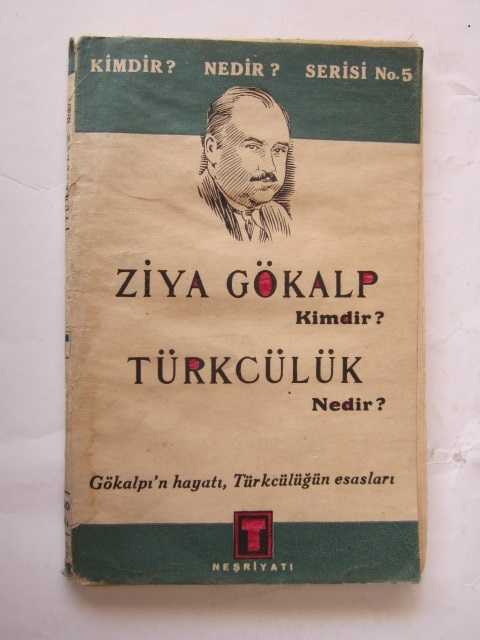 KİMDİR? NEDİR? SERİSİ No.5
ZİYA GÖKALP
Kimdir?
TÜRKCÜLÜK
Nedir?
Gökalpı'n hayatı, Türkcülüğün esasları
T
NEŞRİYATI